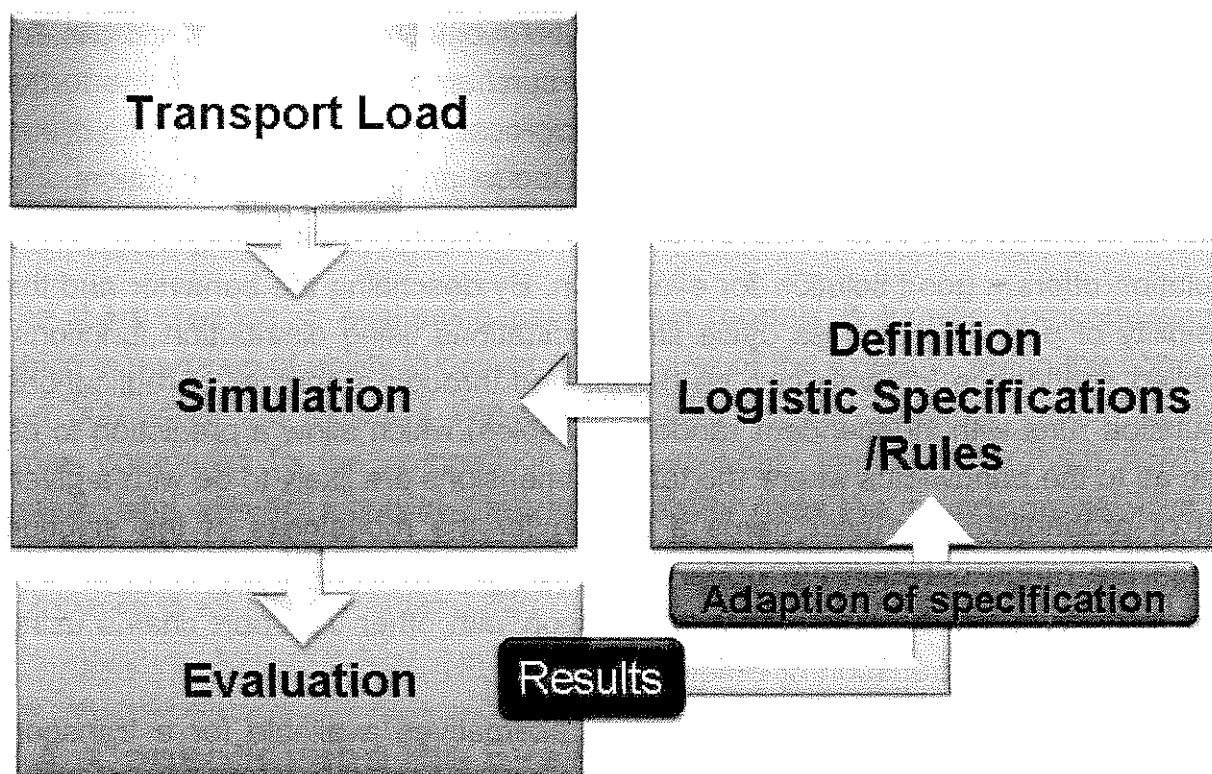 Transport Load
Simulation
Definition
Logistic Specifications
/Rules
Adaption of specification
Evaluation
Results